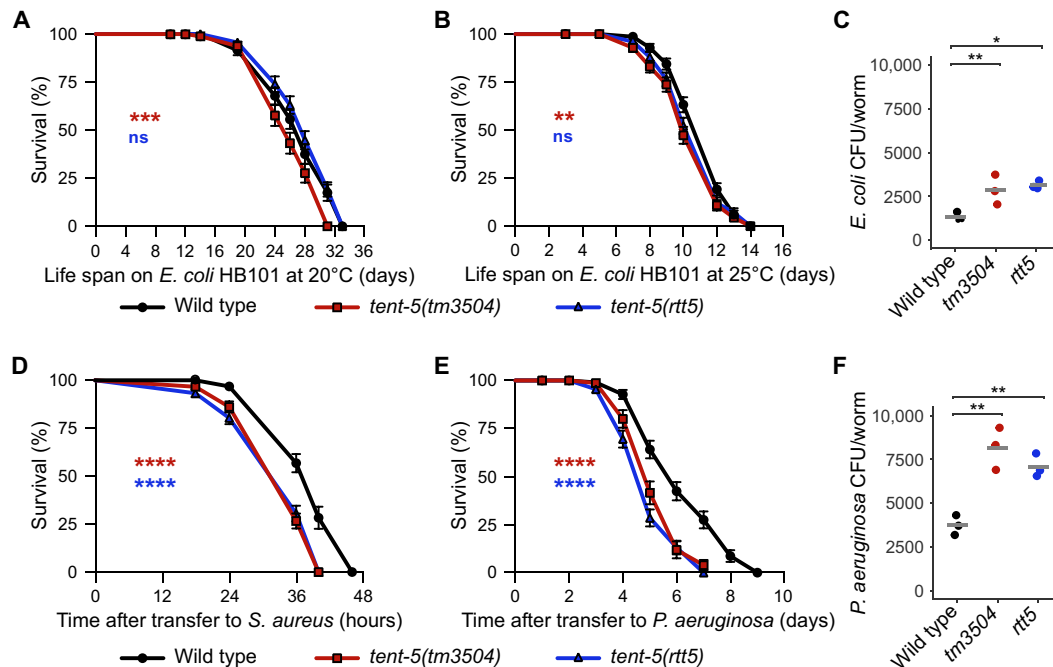 A
Survival (%)
100
75
50
25
0
***
ns
0 4 8 12 16 20 24 28 32 36
Life span on E. coli HB101 at 20°C (days)
B
Survival (%)
100
75
50
25
0
**
ns
0 2 4 6 8 10 12 14 16
Life span on E. coli HB101 at 25°C (days)
Wild type tent-5(tm3504) tent-5(rtt5)
C
E. coli CFU/worm
*
**
10,000
7500
5000
2500
0
Wild type tm3504 rtt5
D
Survival (%)
100
75
50
25
0
****
****
0 12 24 36 48
Time after transfer to S. aureus (hours)
E
Survival (%)
100
75
50
25
0
****
****
0 2 4 6 8 10
Time after transfer to P. aeruginosa (days)
Wild type tent-5(tm3504) tent-5(rtt5)
F
P. aeruginosa CFU/worm
**
**
10,000
7500
5000
2500
0
Wild type tm3504 rtt5